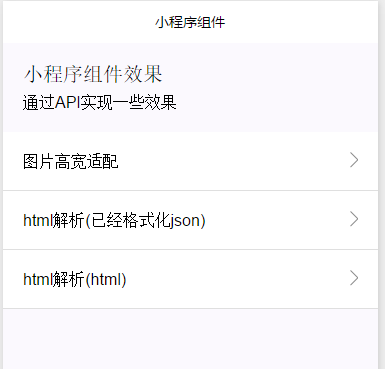 小程序组件
小程序组件效果
通过API实现一些效果
图片高宽适配
html解析(已经格式化json)
html解析(html)